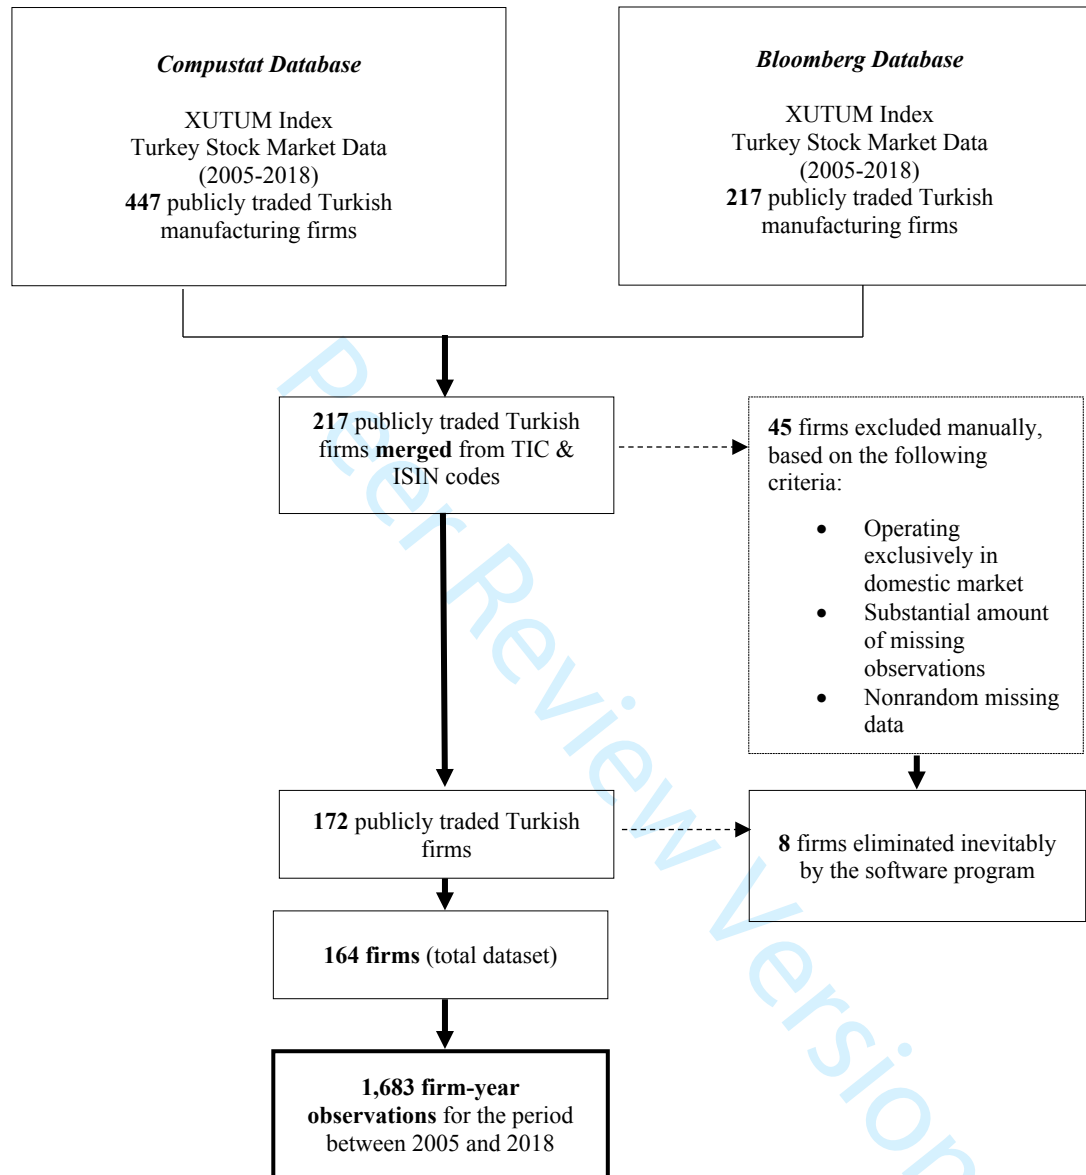 Compustat Database
XUTUM Index
Turkey Stock Market Data
(2005-2018)
447 publicly traded Turkish
manufacturing firms
Bloomberg Database
XUTUM Index
Turkey Stock Market Data
(2005-2018)
217 publicly traded Turkish
manufacturing firms
217 publicly traded Turkish
firms merged from TIC &
ISIN codes
45 firms excluded manually,
based on the following
criteria:
• Operating
exclusively in
domestic market
• Substantial amount
of missing
observations
• Nonrandom missing
data
172 publicly traded Turkish
firms
8 firms eliminated inevitably
by the software program
164 firms (total dataset)
1,683 firm-year
observations for the period
between 2005 and 2018
Peer Review Version